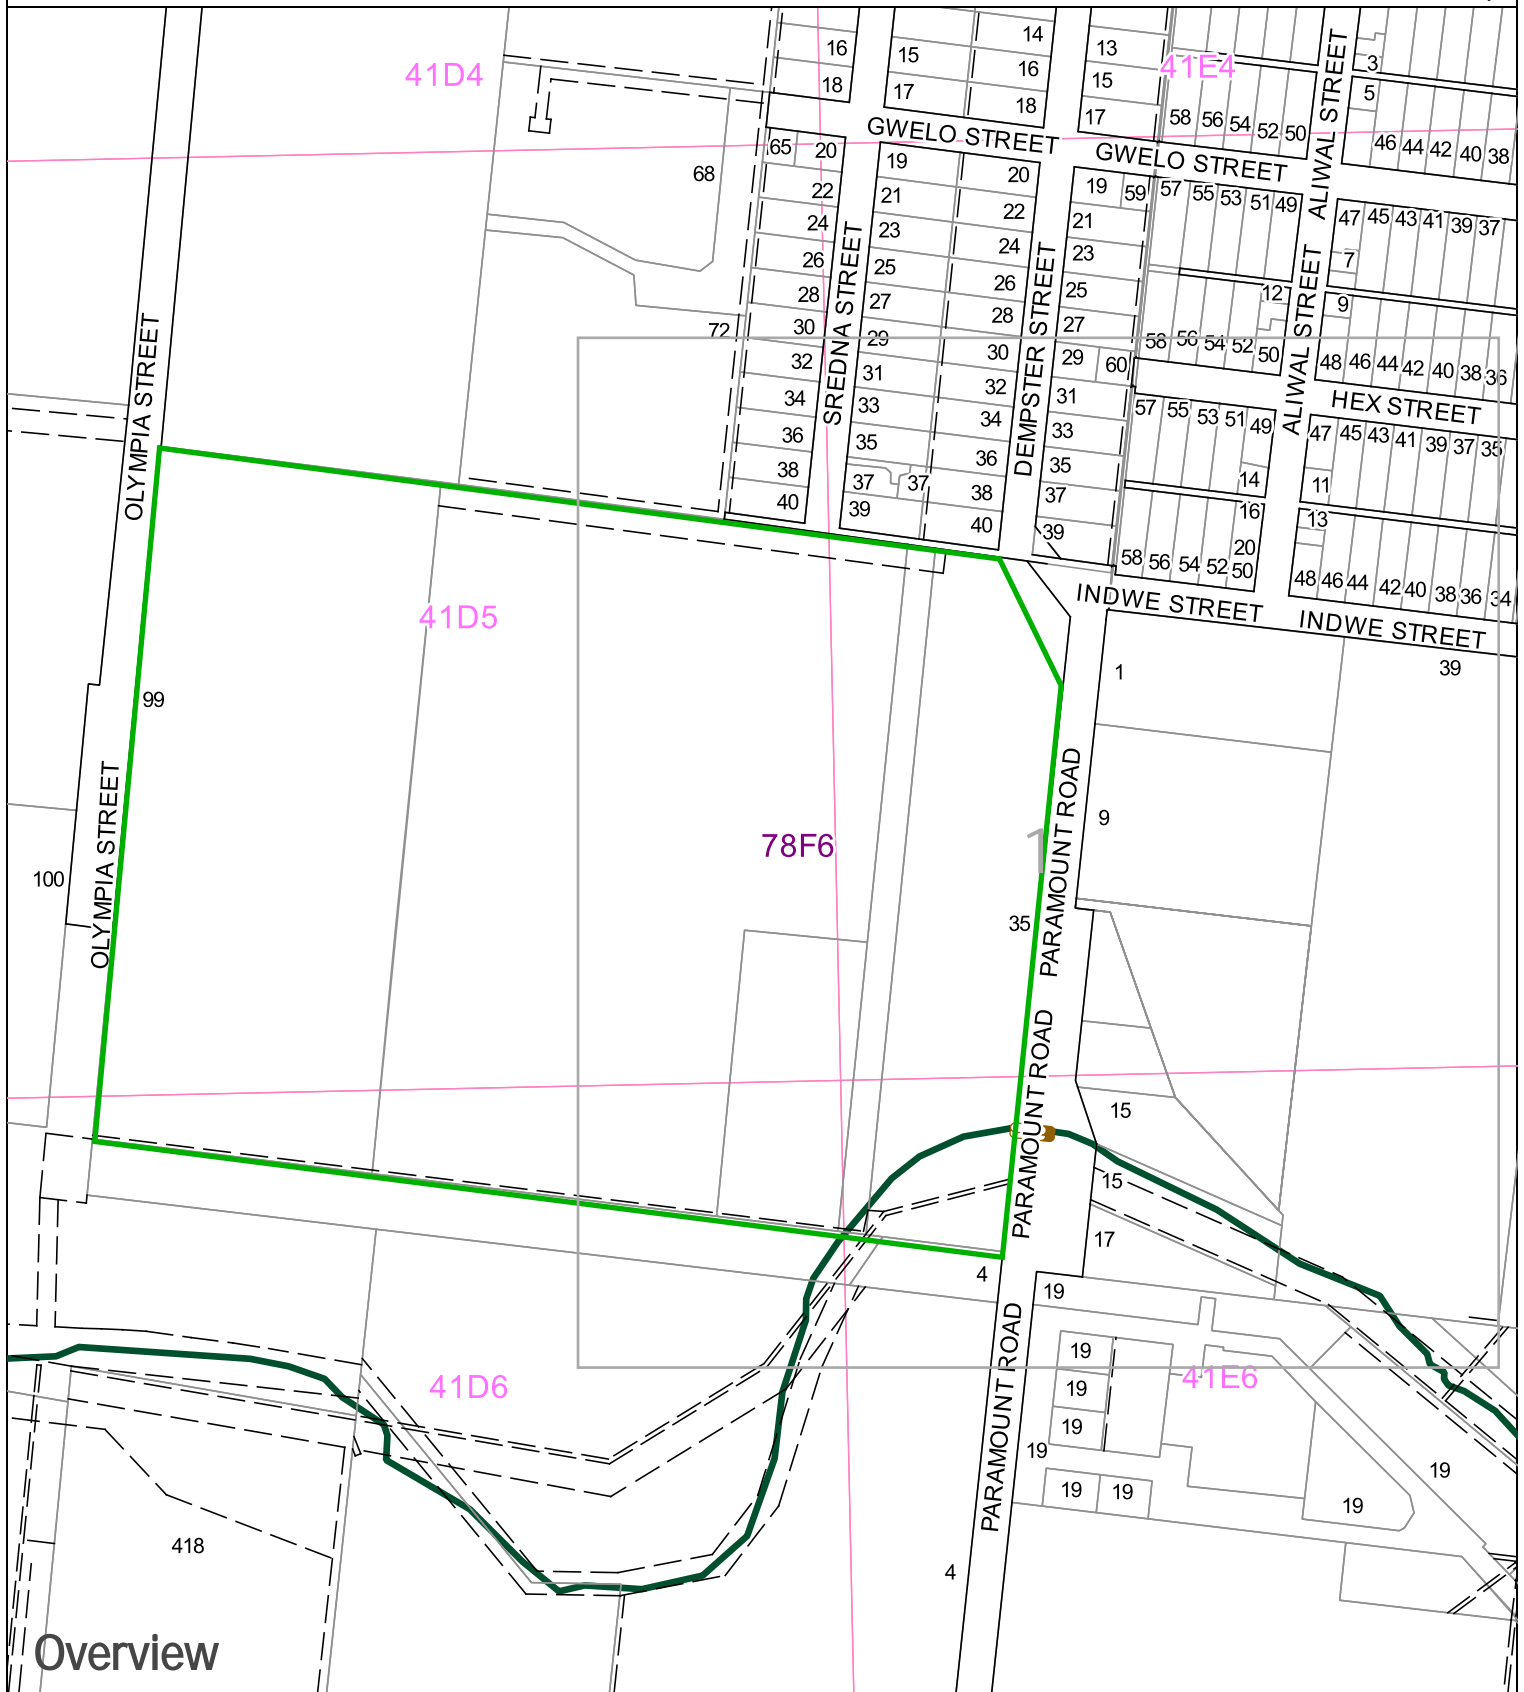 41D4
41E4
16
18
15
17
14
16
18
13
15
17
58 56 54 52 50
3
5
46 44 42 40 38
ALIWAL STREET
GWELO STREET
GWELO STREET
65 20
68
22
24
26
28
30
72
32
34
36
38
40
SREDNA STREET
19
21
23
25
27
29
31
33
35
37
37
39
20
22
24
26
28
30
32
34
36
38
40
DEMPSTER STREET
19 59
21
23
25
27
29 60
31
33
35
37
39
57 55 53 51 49
47 45 43 41 39 37
7
12
9
58 56 54 52 50
48 46 44 42 40 38 36
ALIWAL STREET
HEX STREET
57 55 53 51 49
47 45 43 41 39 37 35
14
11
16
13
20
58 56 54 52 50
48 46 44 42 40 38 36 34
INDWE STREET
INDWE STREET
OLYMPIA STREET
41D5
99
1
39
OLYMPIA STREET
100
78F6
1
9
35
PARAMOUNT ROAD
PARAMOUNT ROAD
15
15
17
4
19
PARAMOUNT ROAD
41D6
41E6
19
19
19
19
19
19
19
19
418
4
Overview